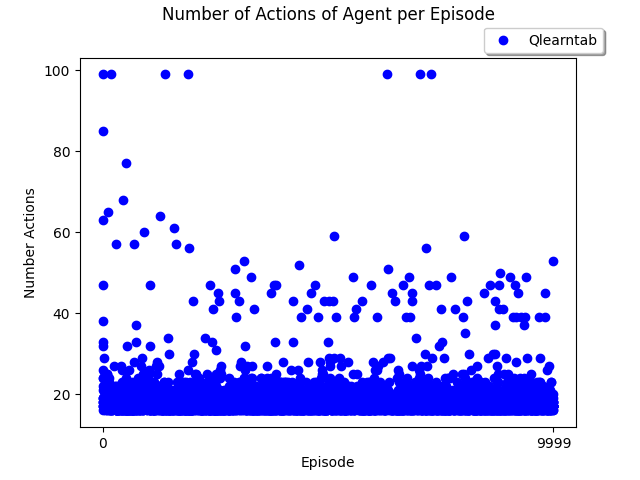 Number of Actions of Agent per Episode
Qlearntab
100
80
60
40
20
Number Actions
0
9999
Episode